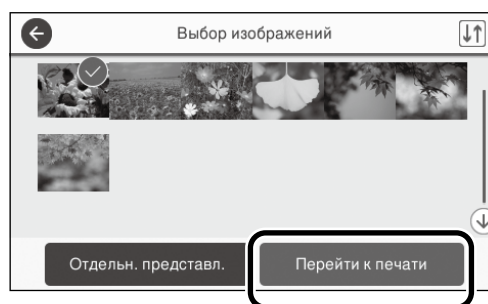 Выбор изображений
Отдельн. представл.
Перейти к печати